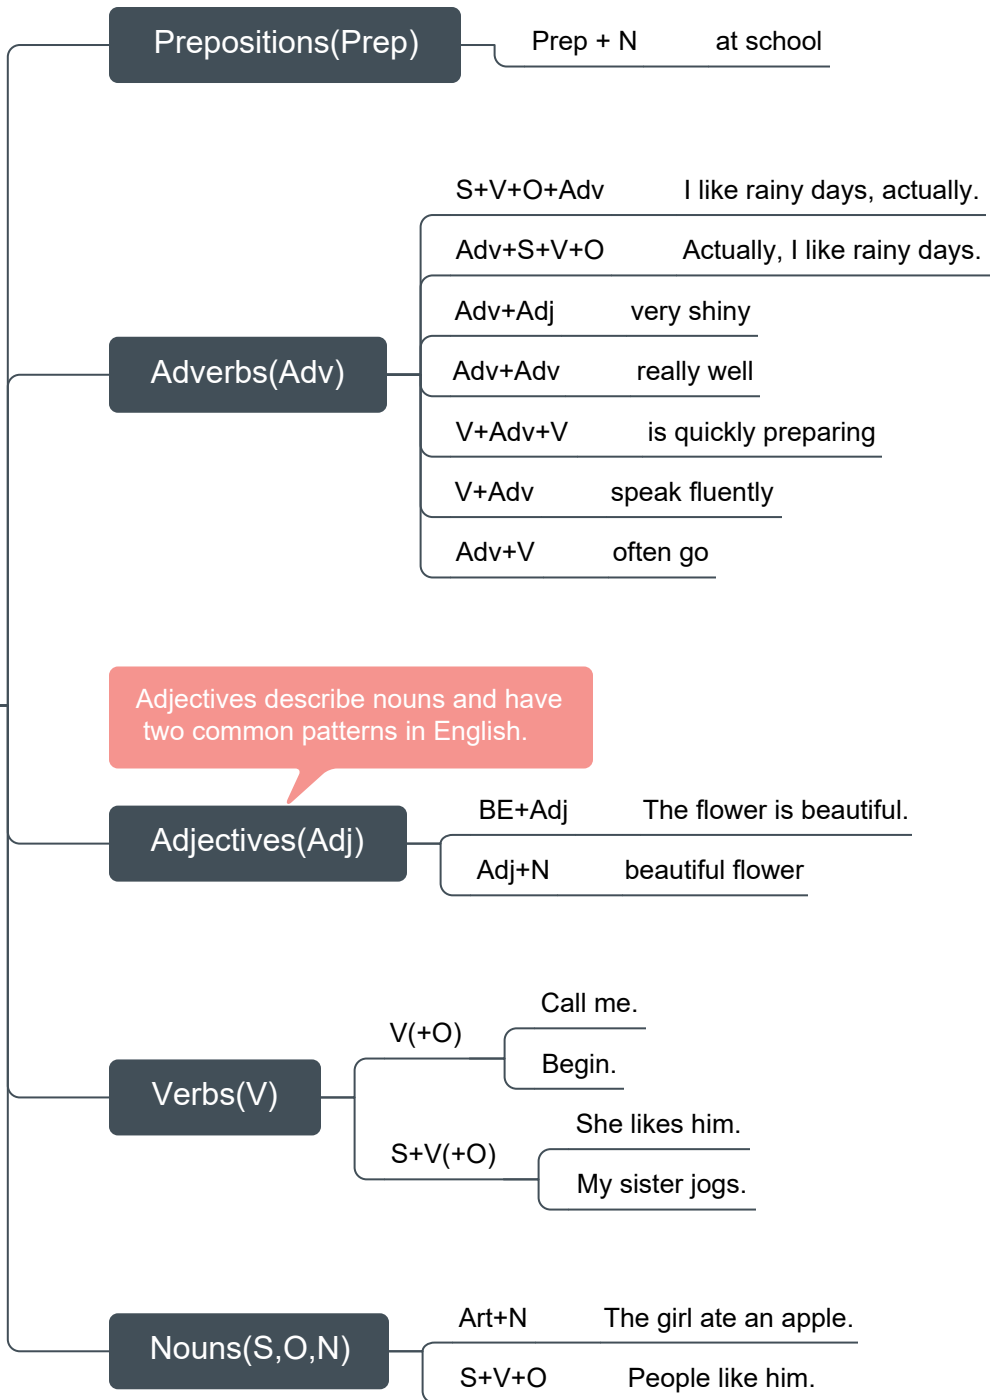 Prepositions(Prep)
Prep + N at school
Adverbs(Adv)
S+V+O+Adv I like rainy days, actually.
Adv+S+V+O Actually, I like rainy days.
Adv+Adj very shiny
Adv+Adv really well
V+Adv+V is quickly preparing
V+Adv speak fluently
Adv+V often go
Adjectives describe nouns and have
two common patterns in English.
Adjectives(Adj)
BE+Adj The flower is beautiful.
Adj+N beautiful flower
Verbs(V)
V(+O)
Call me.
Begin.
S+V(+O)
She likes him.
My sister jogs.
Nouns(S,O,N)
Art+N The girl ate an apple.
S+V+O People like him.